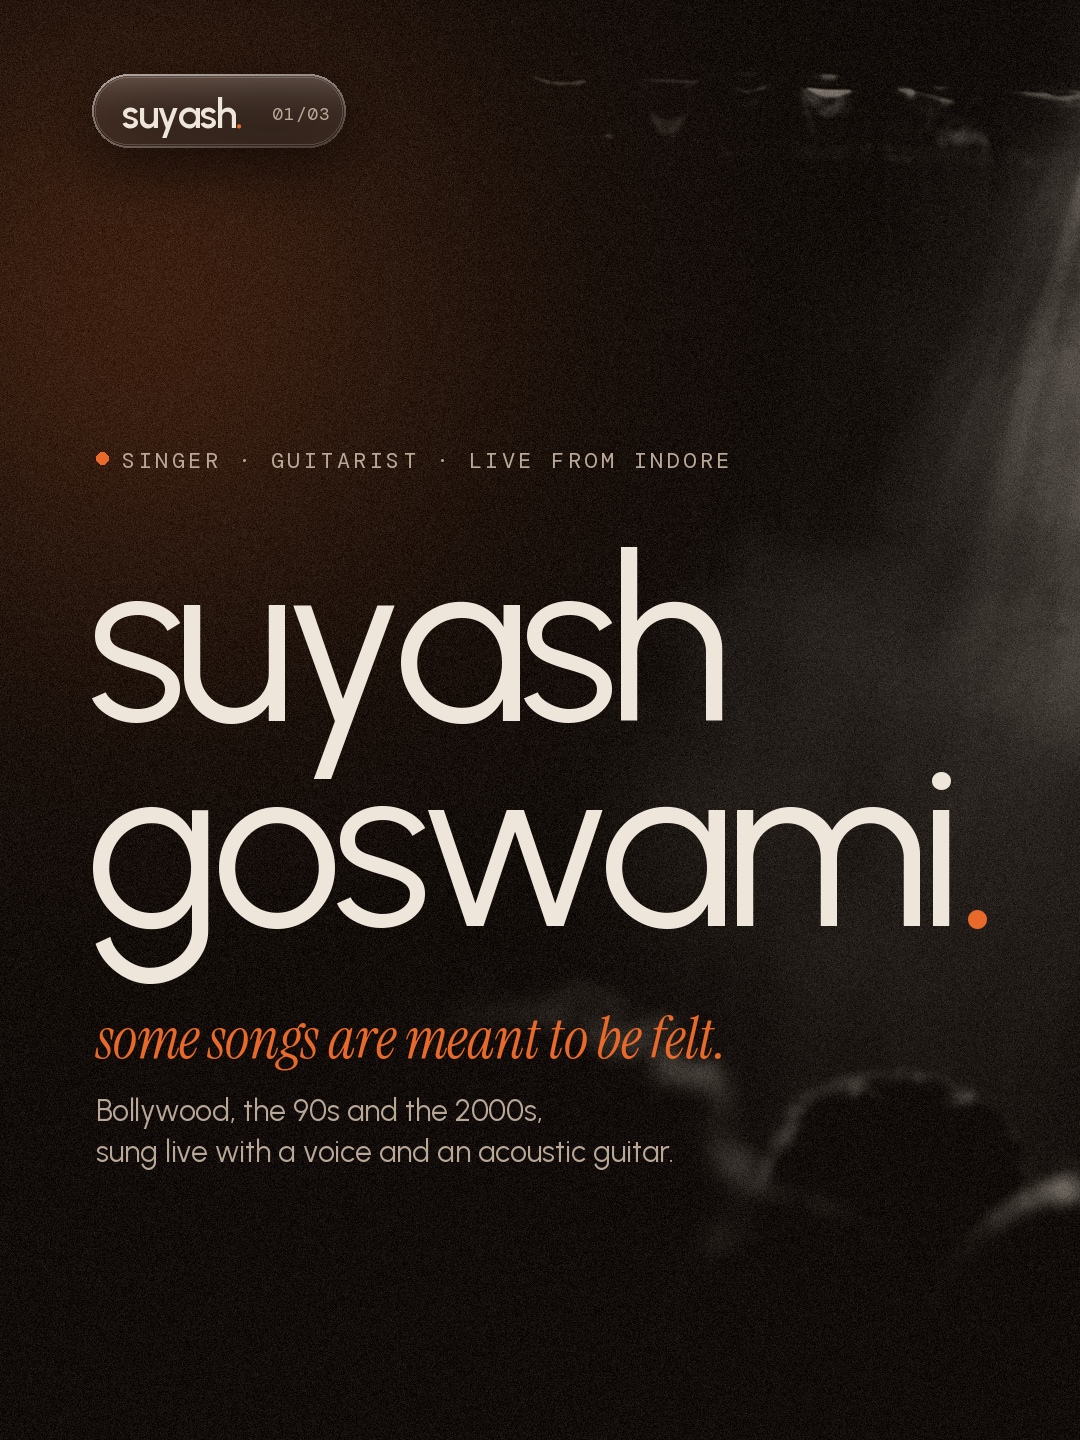 suyash. 01/03
SINGER · GUITARIST · LIVE FROM INDORE
suyash
goswami.
some songs are meant to be felt.
Bollywood, the 90s and the 2000s,
sung live with a voice and an acoustic guitar.